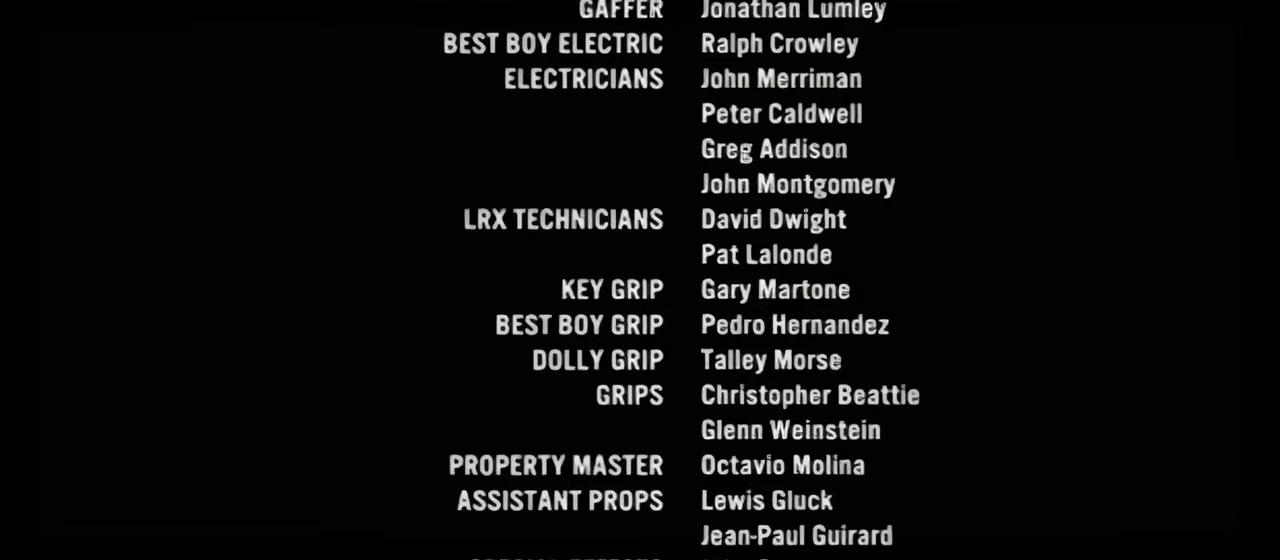 GAFFER Jonathan Lumley
BEST BOY ELECTRIC Ralph Crowley
ELECTRICIANS John Merriman
Peter Caldwell
Greg Addison
John Montgomery
LRX TECHNICIANS David Dwight
Pat Lalonde
KEY GRIP Gary Martone
BEST BOY GRIP Pedro Hernandez
DOLLY GRIP Talley Morse
GRIPS Christopher Beattie
Glenn Weinstein
PROPERTY MASTER Octavio Molina
ASSISTANT PROPS Lewis Gluck
Jean-Paul Guirard